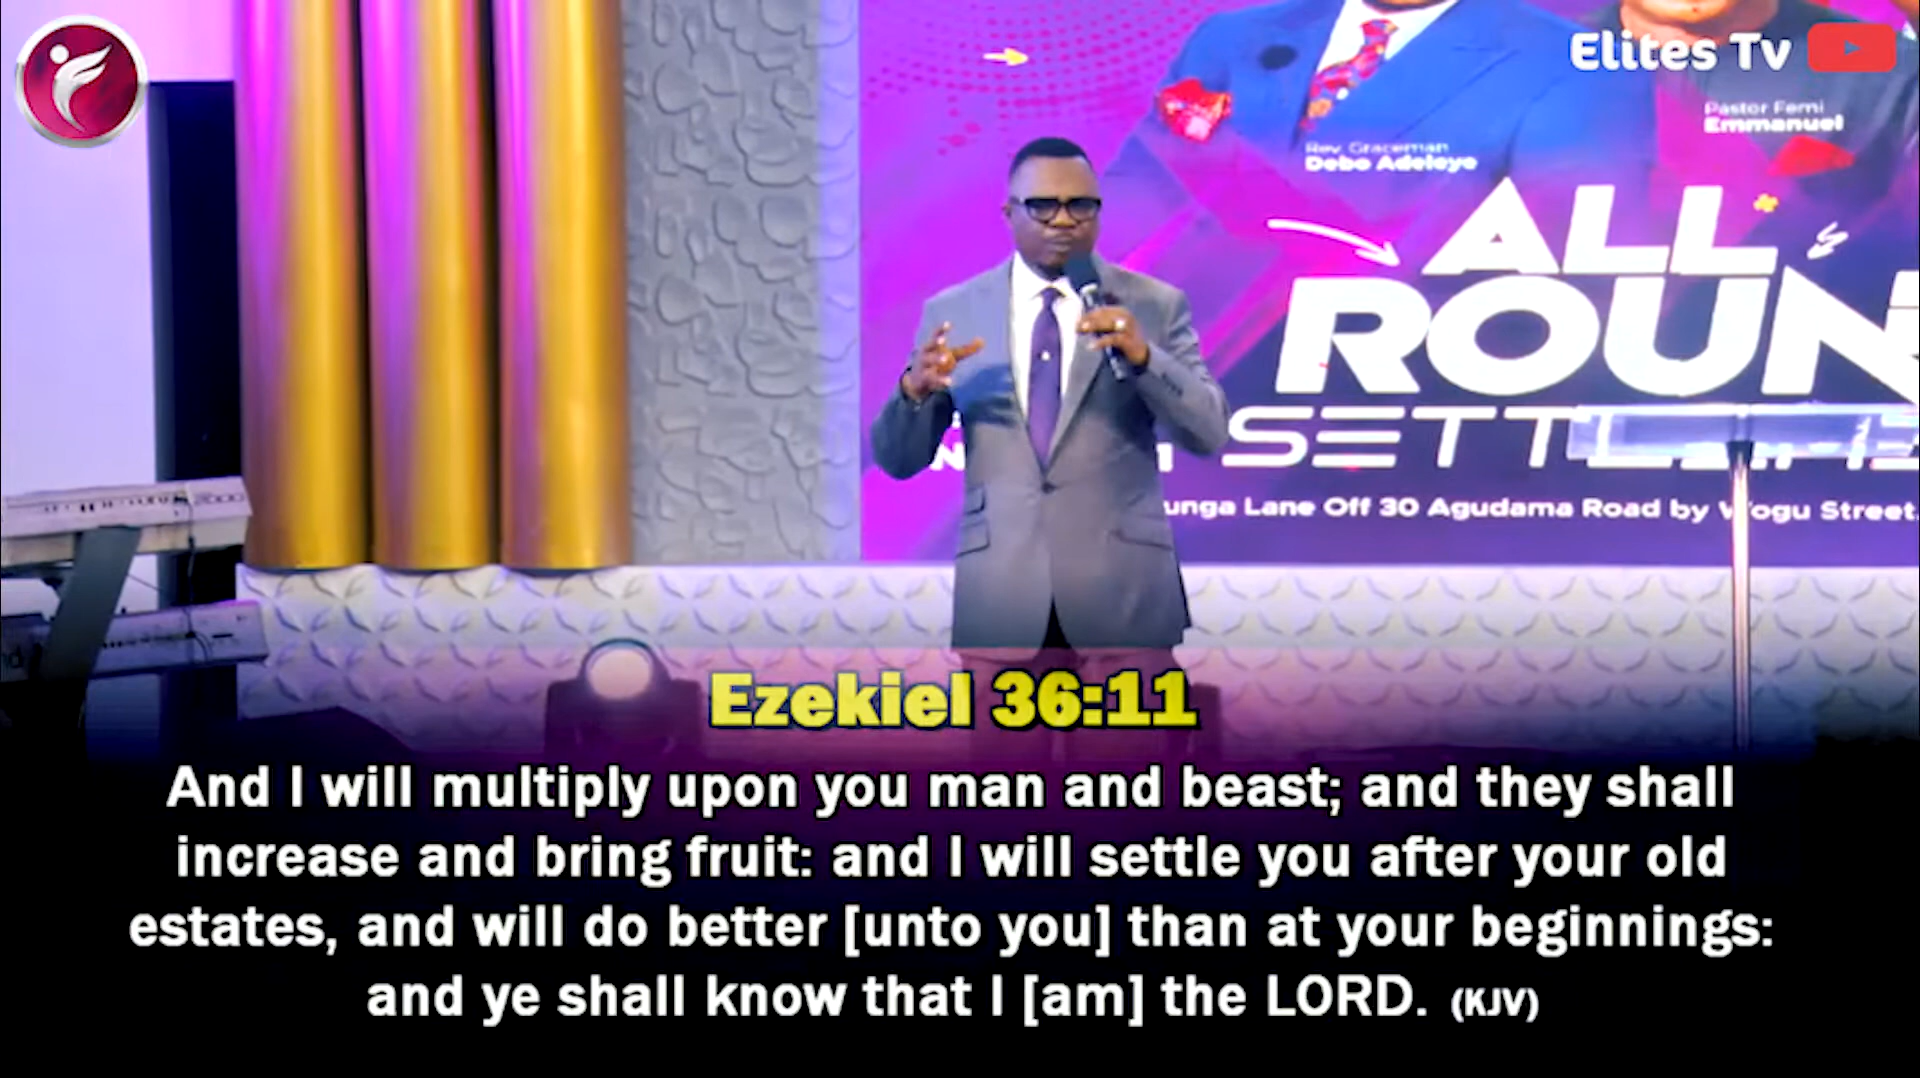 Elites Tv
Pastor Femi
Emmanuel
Rev. Graceman
Debo Adeleye
ALL
ROUN
SETTLEME
unga Lane Off 30 Agudama Road by Wogu Street.
2000
Ezekiel 36:11
And I will multiply upon you man and beast; and they shall
increase and bring fruit: and I will settle you after your old
estates, and will do better [unto you] than at your beginnings:
and ye shall know that I [am] the LORD. (KJV)